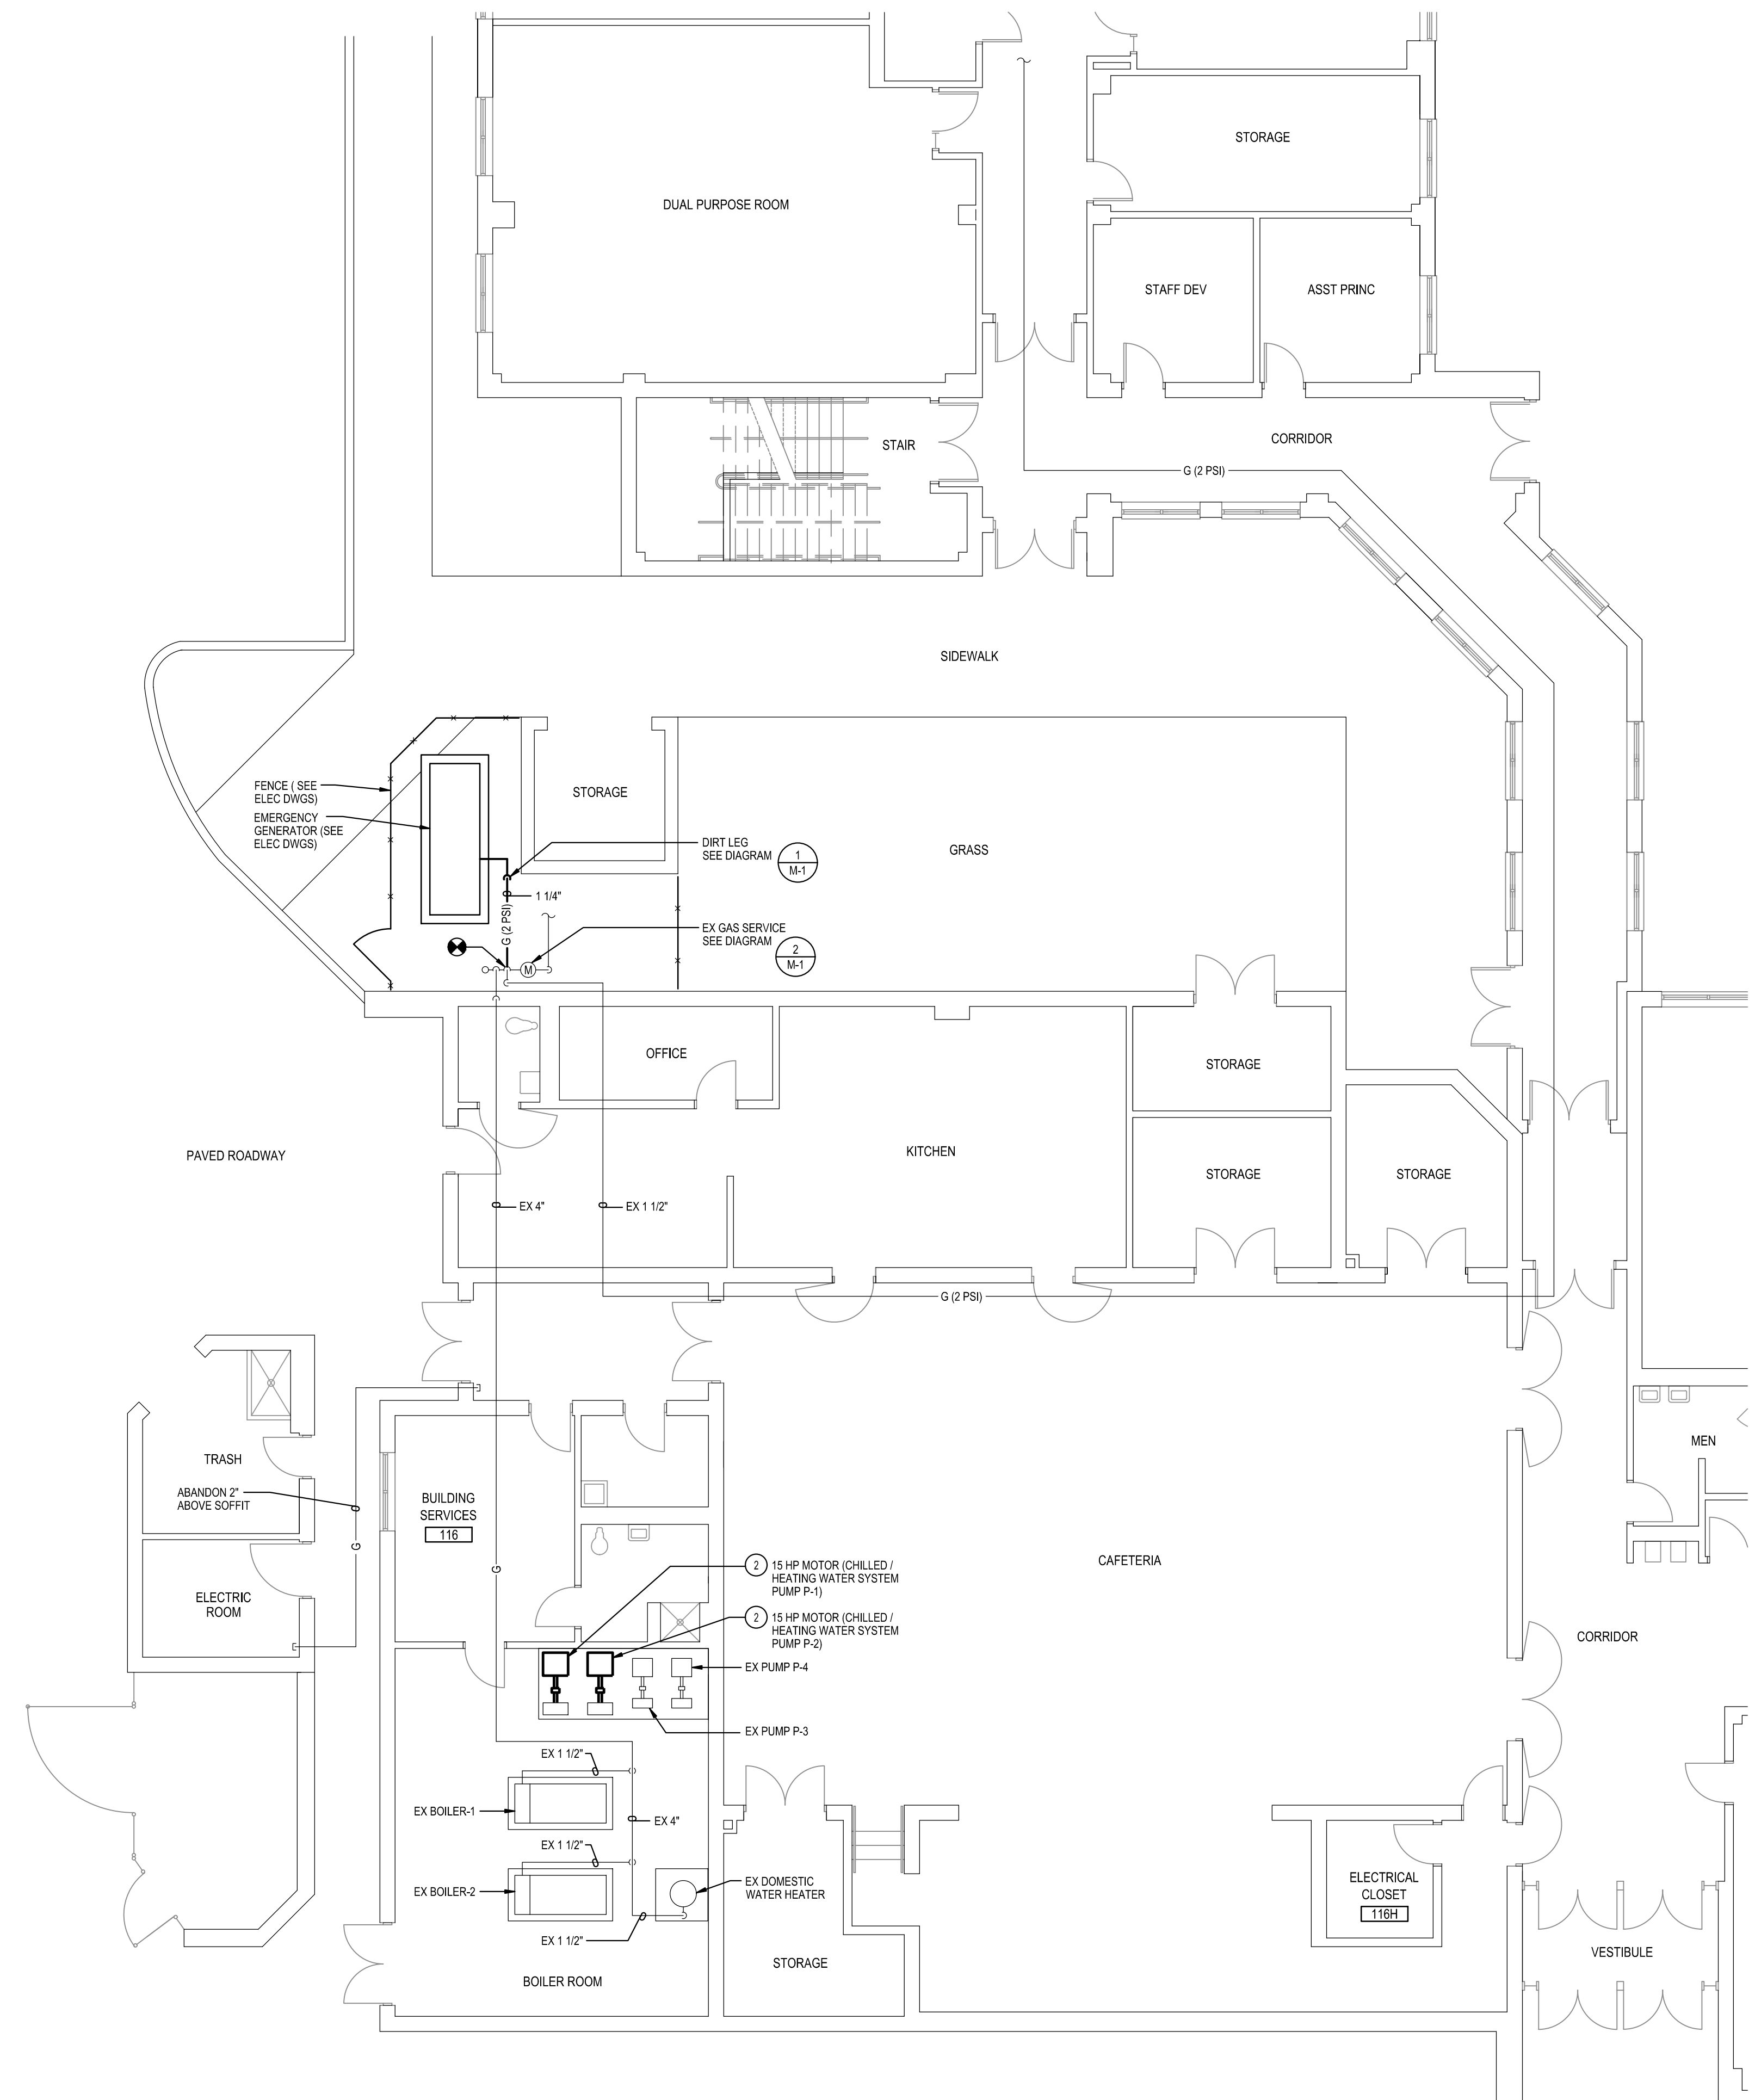 STORAGE
DUAL PURPOSE ROOM
STAFF DEV
ASST PRINC
STAIR
CORRIDOR
G (2 PSI)
SIDEWALK
FENCE ( SEE
ELEC DWGS)
EMERGENCY
GENERATOR (SEE
ELEC DWGS)
STORAGE
DIRT LEG
SEE DIAGRAM
1
M-1
GRASS
1 1/4"
G (2 PSI)
EX GAS SERVICE
SEE DIAGRAM
2
M-1
M
OFFICE
STORAGE
PAVED ROADWAY
KITCHEN
STORAGE
STORAGE
EX 4"
EX 1 1/2"
G (2 PSI)
TRASH
ABANDON 2"
ABOVE SOFFIT
G
BUILDING
SERVICES
116
G
MEN
CAFETERIA
2
15 HP MOTOR (CHILLED /
HEATING WATER SYSTEM
PUMP P-1)
ELECTRIC
ROOM
2
15 HP MOTOR (CHILLED /
HEATING WATER SYSTEM
PUMP P-2)
CORRIDOR
EX PUMP P-4
EX PUMP P-3
EX 1 1/2"
EX BOILER-1
EX 4"
EX 1 1/2"
EX BOILER-2
EX DOMESTIC
WATER HEATER
ELECTRICAL
CLOSET
116H
EX 1 1/2"
VESTIBULE
STORAGE
BOILER ROOM